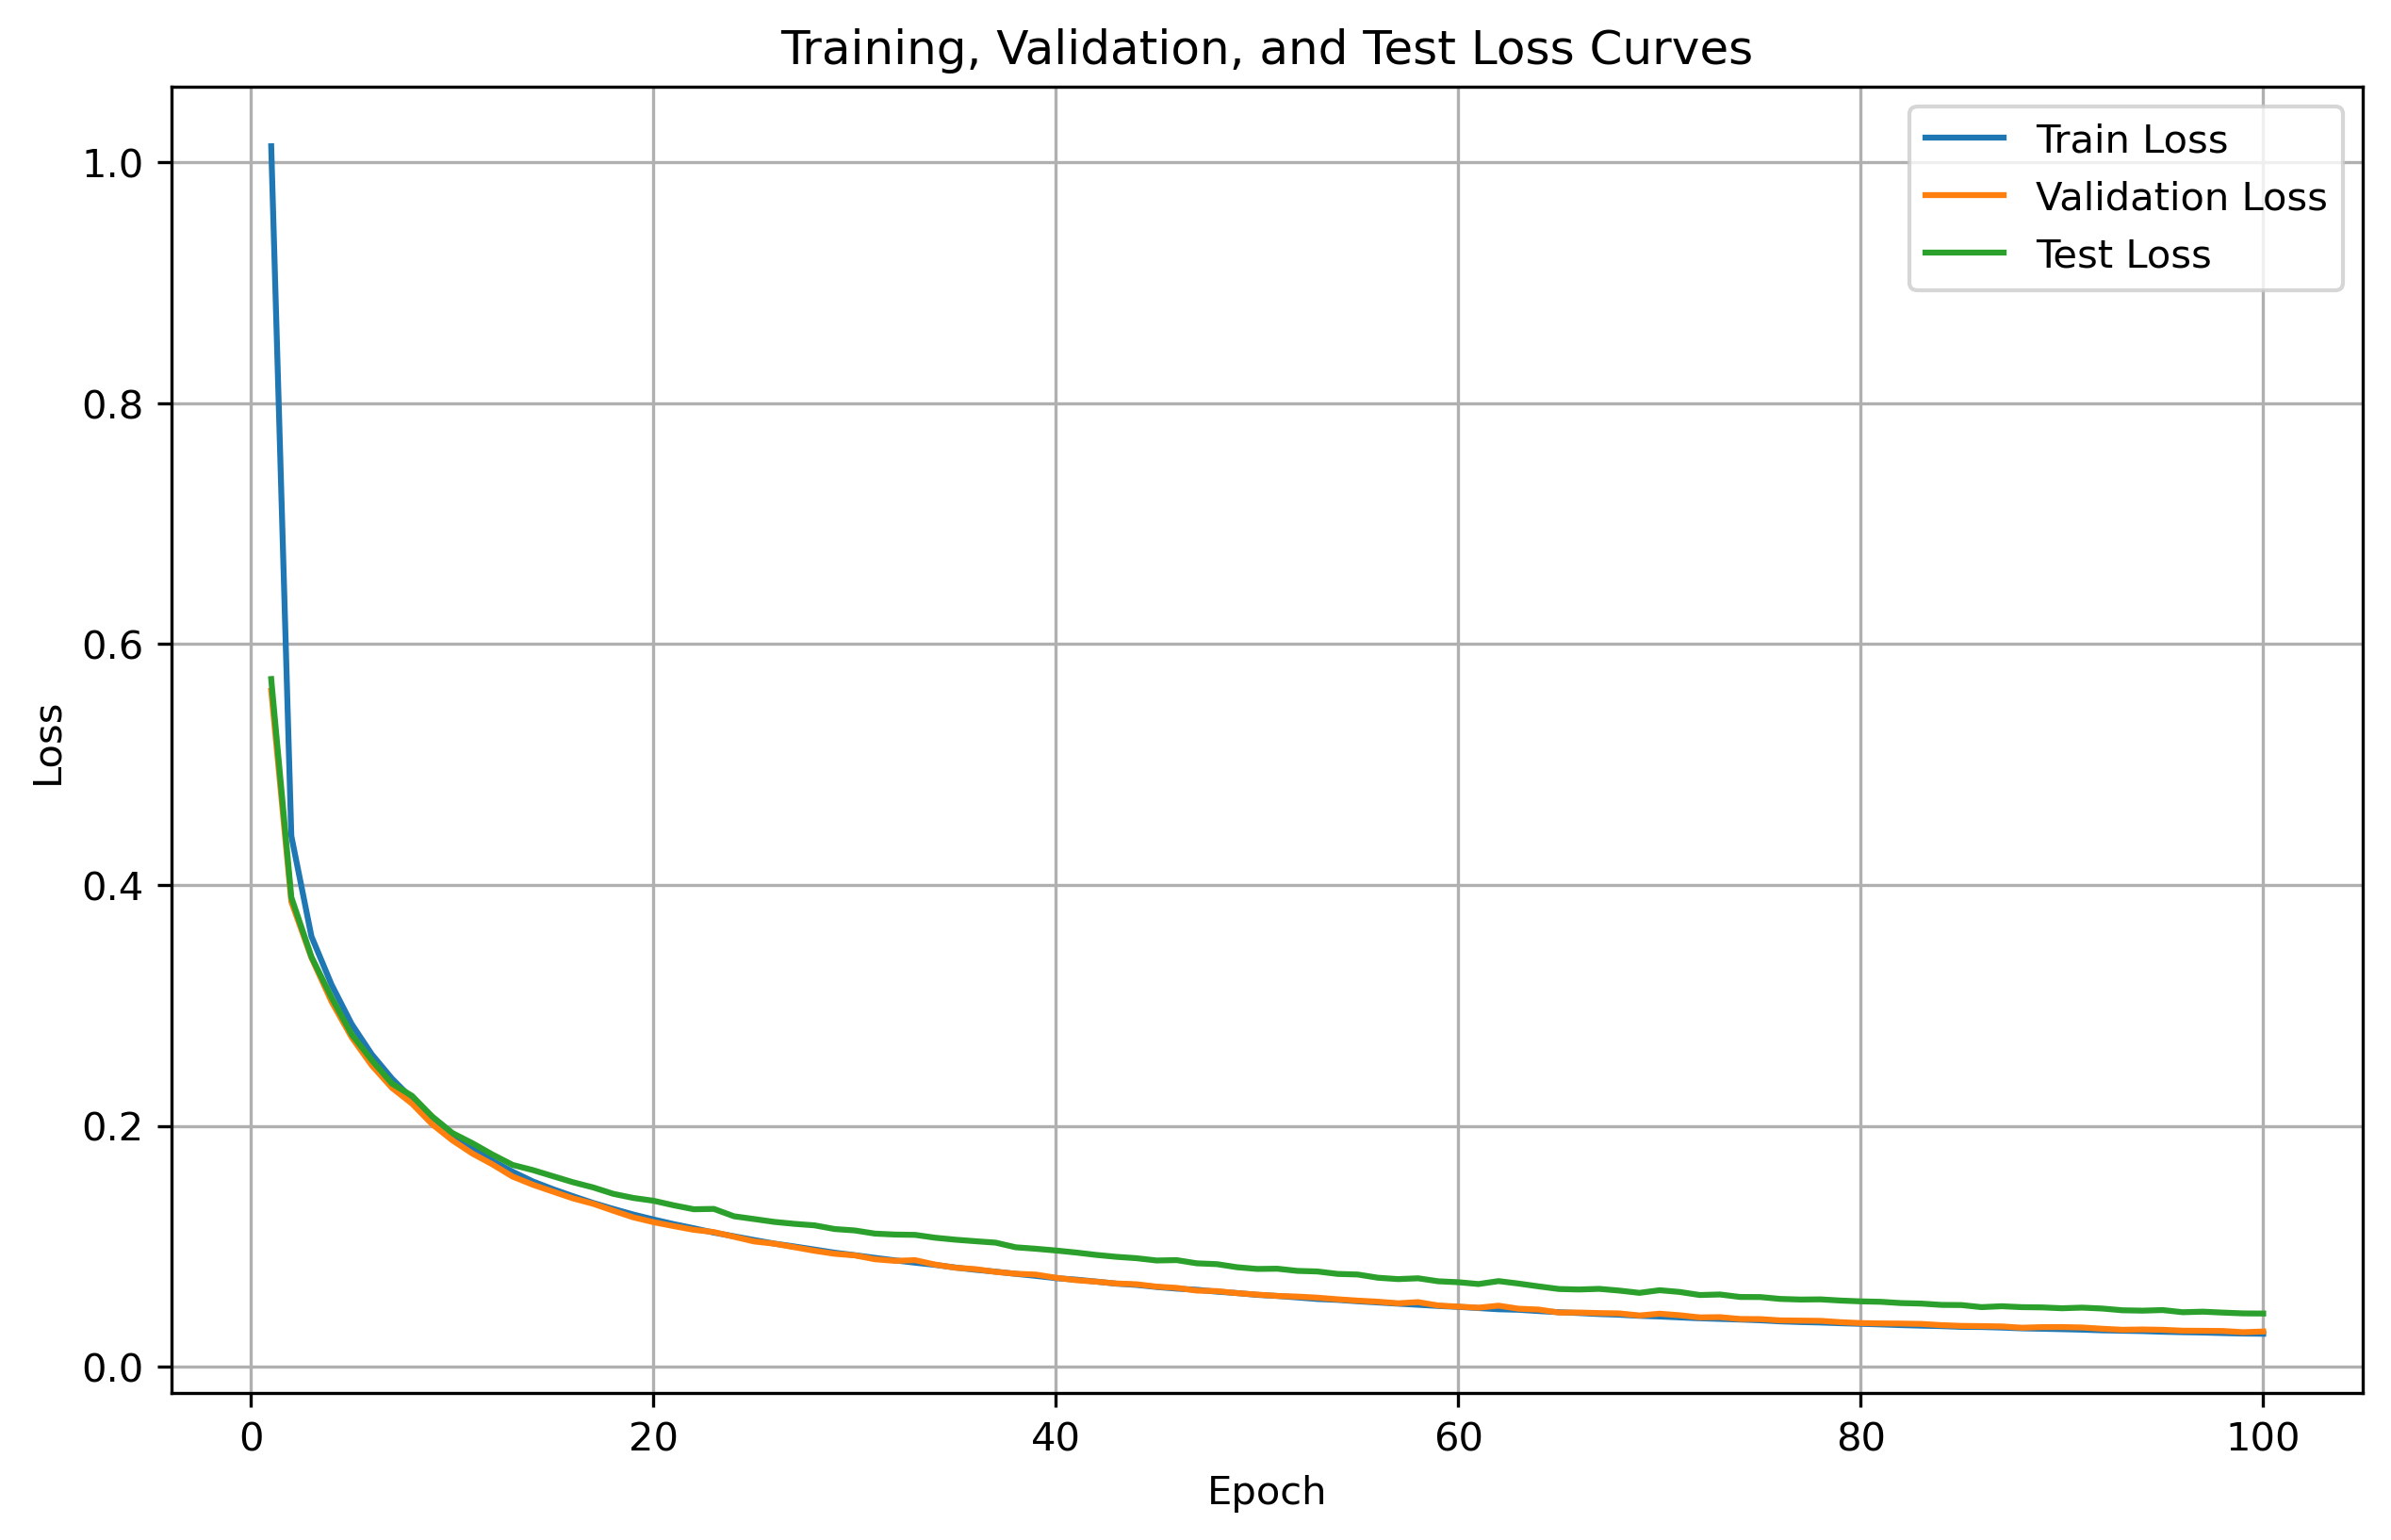 Training, Validation, and Test Loss Curves
Train Loss
Validation Loss
Test Loss
Loss
1.0
0.8
0.6
0.4
0.2
0.0
0 20 40 60 80 100
Epoch